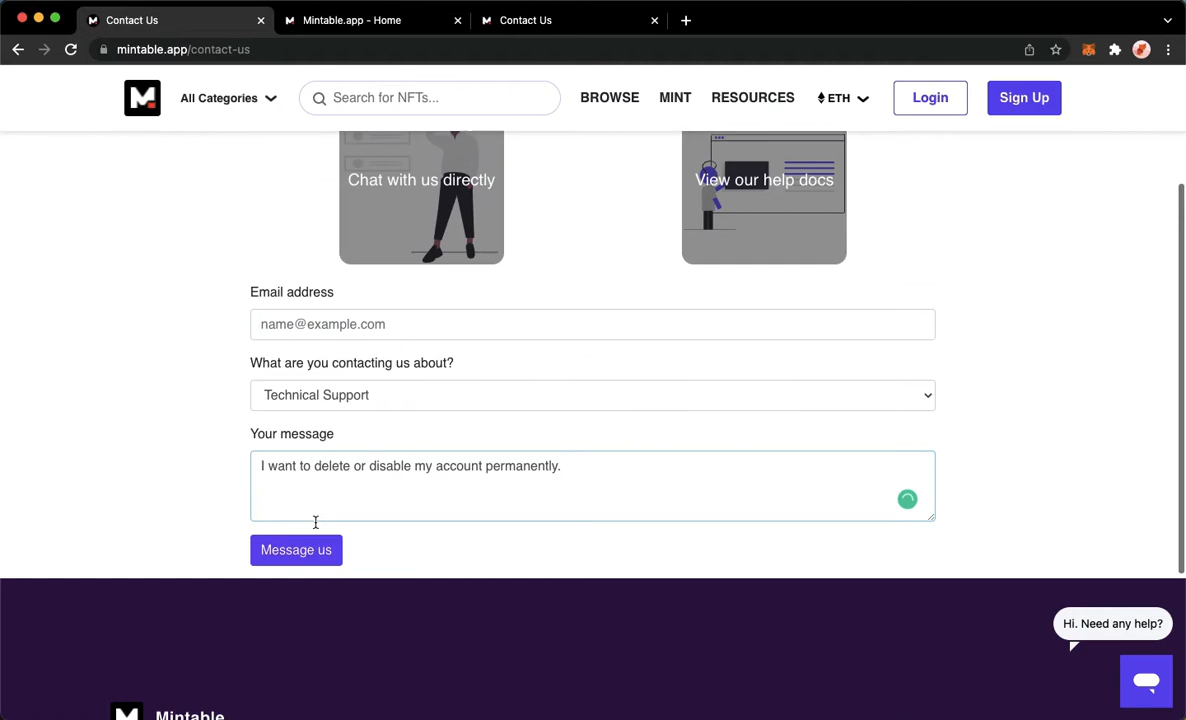 Contact Us
Mintable.app - Home
Contact Us
mintable.app/contact-us
All Categories
Search for NFTs...
BROWSE
MINT
RESOURCES
ETH
Login
Sign Up
Chat with us directly
View our help docs
Email address
name@example.com
What are you contacting us about?
Technical Support
Your message
I want to delete or disable my account permanently.
Message us
Hi. Need any help?
Mintable